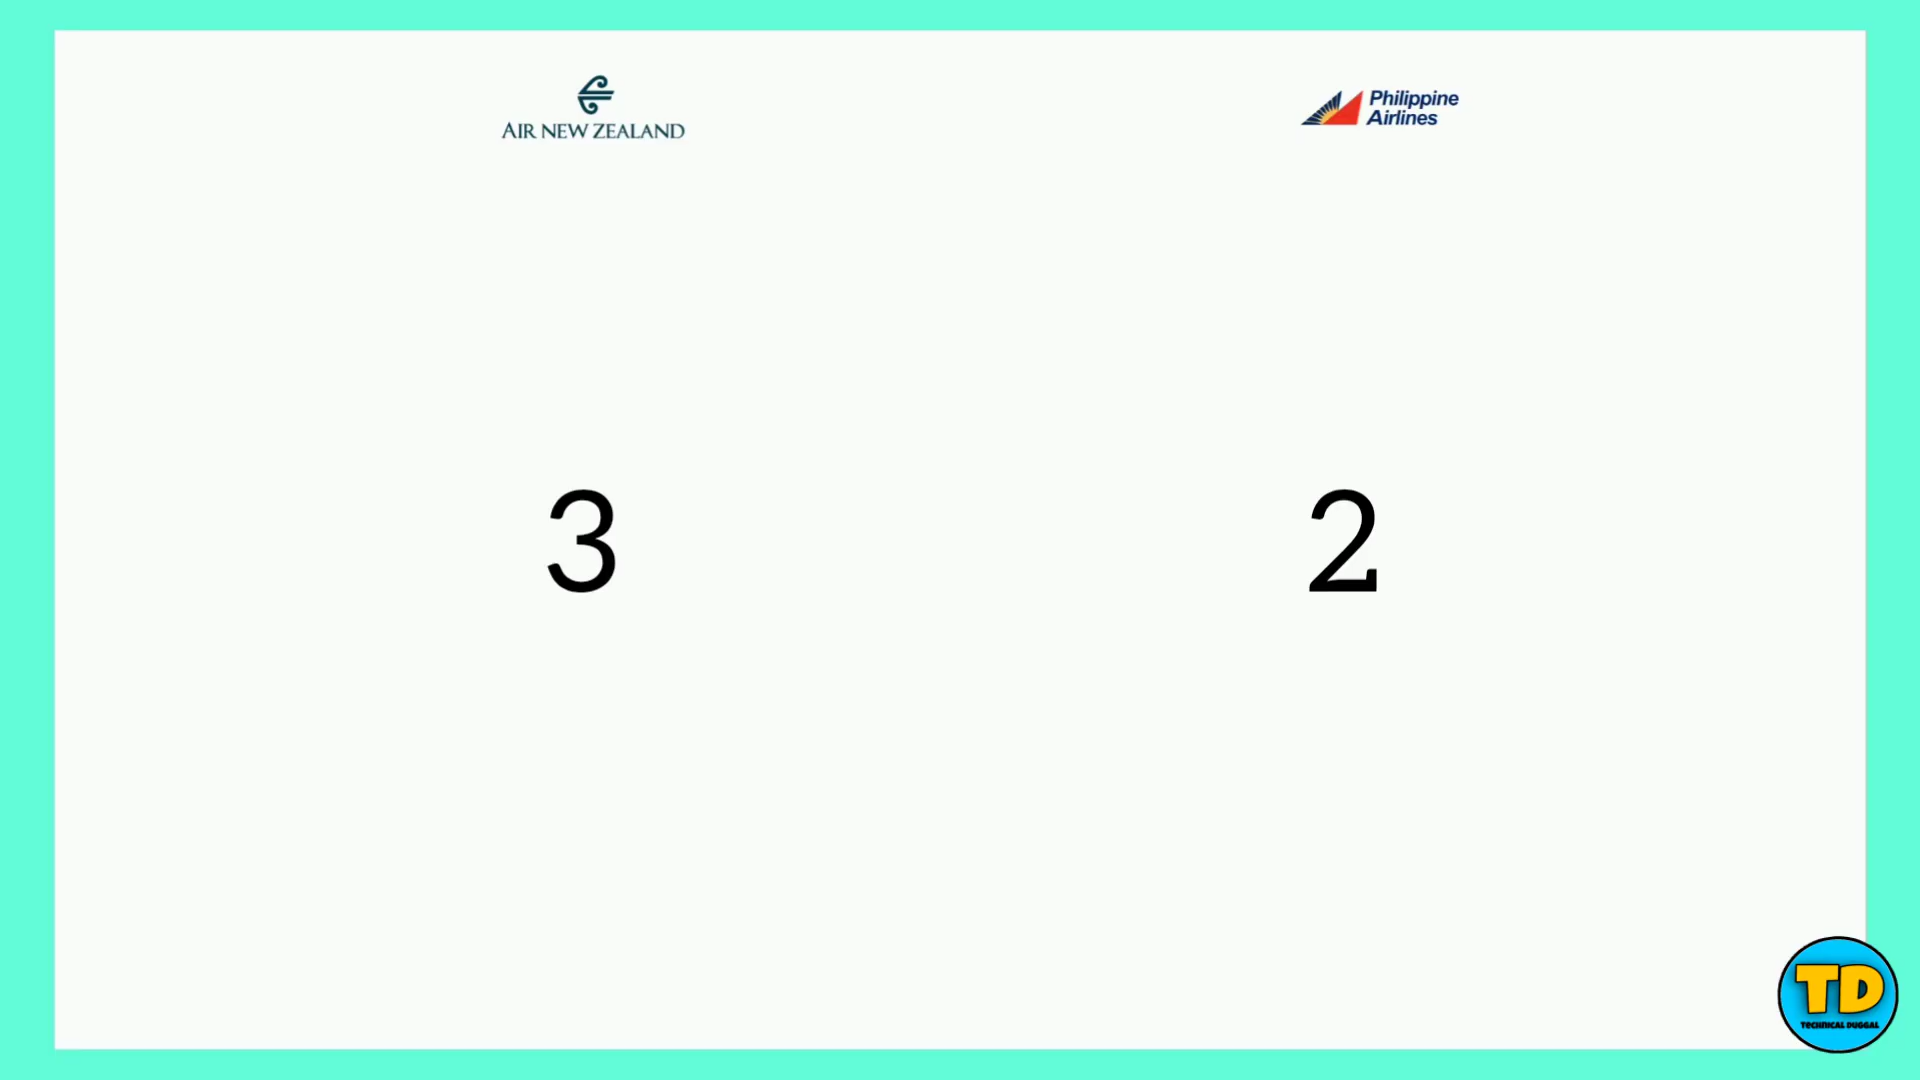 AIR NEW ZEALAND
Philippine
Airlines
3
2
TD
TECHNICAL DUGGAL